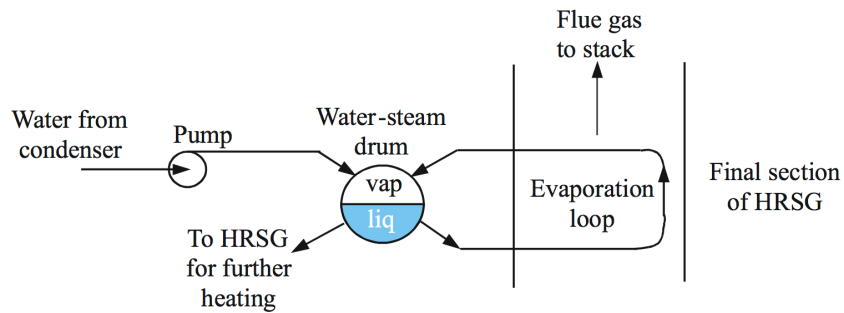 Flue gas
to stack
Water from
condenser
Pump
Water-steam
drum
vap
liq
Evaporation
loop
Final section
of HRSG
To HRSG
for further
heating